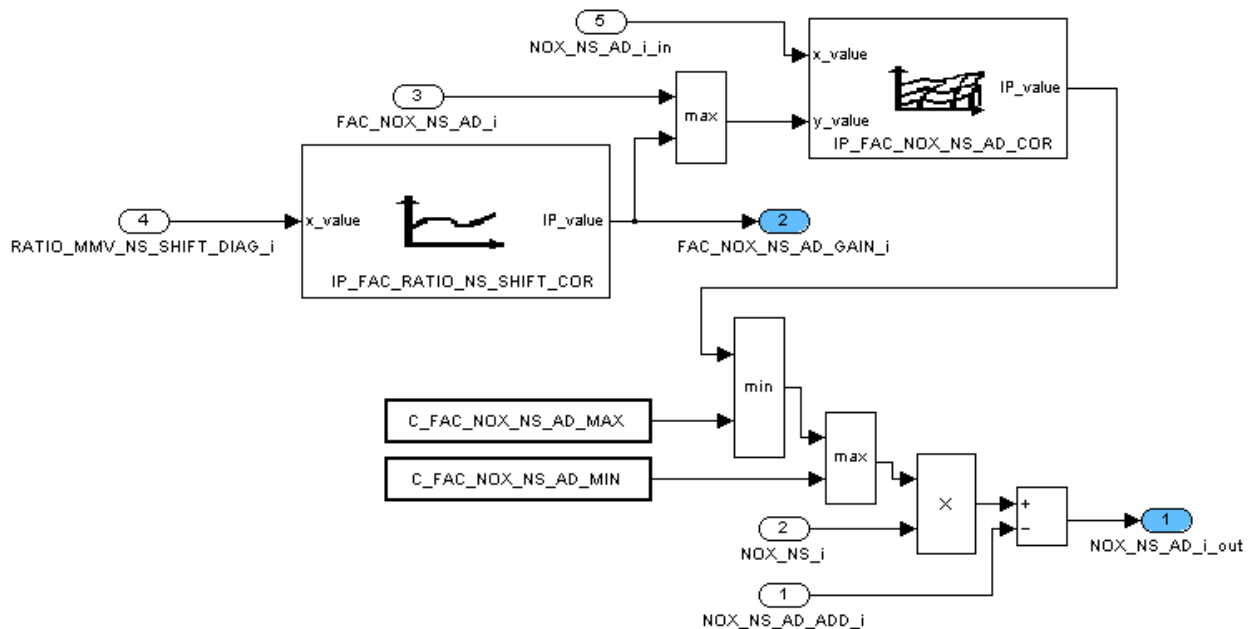 5
NOX_NS_AD_i_in
x_value
IP_value
y_value
IP_FAC_NOX_NS_AD_COR
3
FAC_NOX_NS_AD_i
max
4
RATIO_MMV_NS_SHIFT_DIAG_i
x_value
IP_value
IP_FAC_RATIO_NS_SHIFT_COR
2
FAC_NOX_NS_AD_GAIN_i
min
C_FAC_NOX_NS_AD_MAX
C_FAC_NOX_NS_AD_MIN
max
×
2
NOX_NS_i
+
−
1
NOX_NS_AD_i_out
1
NOX_NS_AD_ADD_i